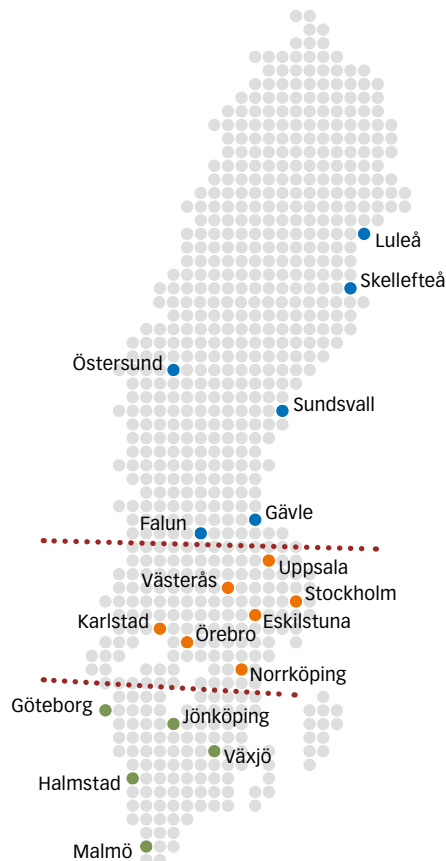 Luleå
Skellefteå
Östersund
Sundsvall
Gävle
Falun
Uppsala
Västerås
Stockholm
Eskilstuna
Karlstad
Örebro
Norrköping
Göteborg
Jönköping
Växjö
Halmstad
Malmö